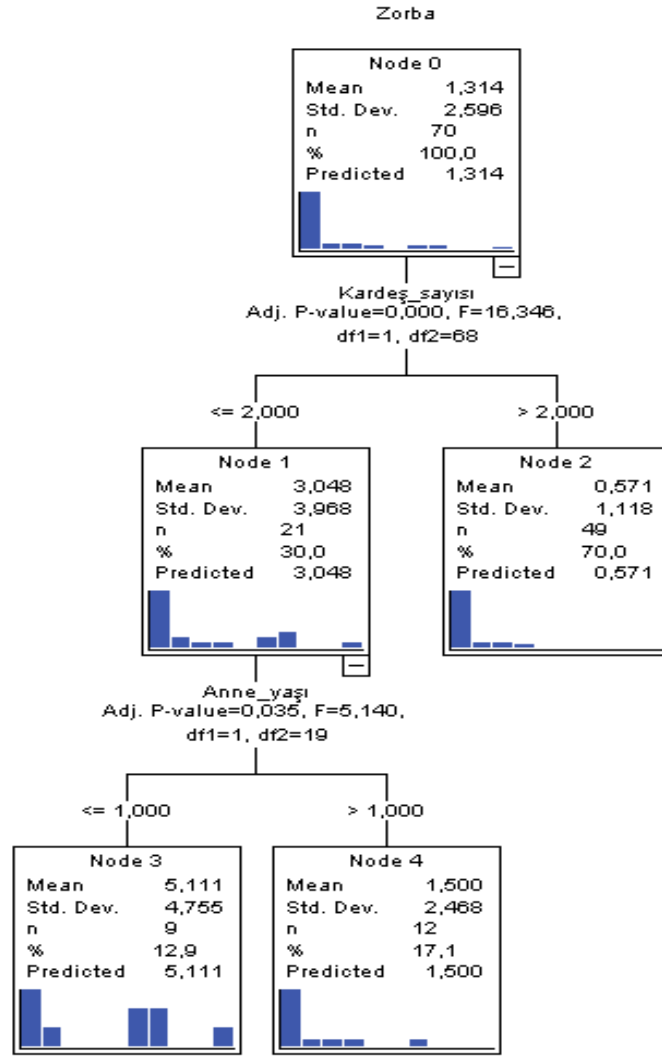 Zorba
Node 0
Mean 1,314
Std. Dev. 2,596
n 70
% 100,0
Predicted 1,314
Kardeş_sayısı
Adj. P-value=0,000, F=16,346,
df1=1, df2=68
<= 2,000
> 2,000
Node 1
Mean 3,048
Std. Dev. 3,968
n 21
% 30,0
Predicted 3,048
Node 2
Mean 0,571
Std. Dev. 1,118
n 49
% 70,0
Predicted 0,571
Anne_yaşı
Adj. P-value=0,035, F=5,140,
df1=1, df2=19
<= 1,000
> 1,000
Node 3
Mean 5,111
Std. Dev. 4,755
n 9
% 12,9
Predicted 5,111
Node 4
Mean 1,500
Std. Dev. 2,468
n 12
% 17,1
Predicted 1,500